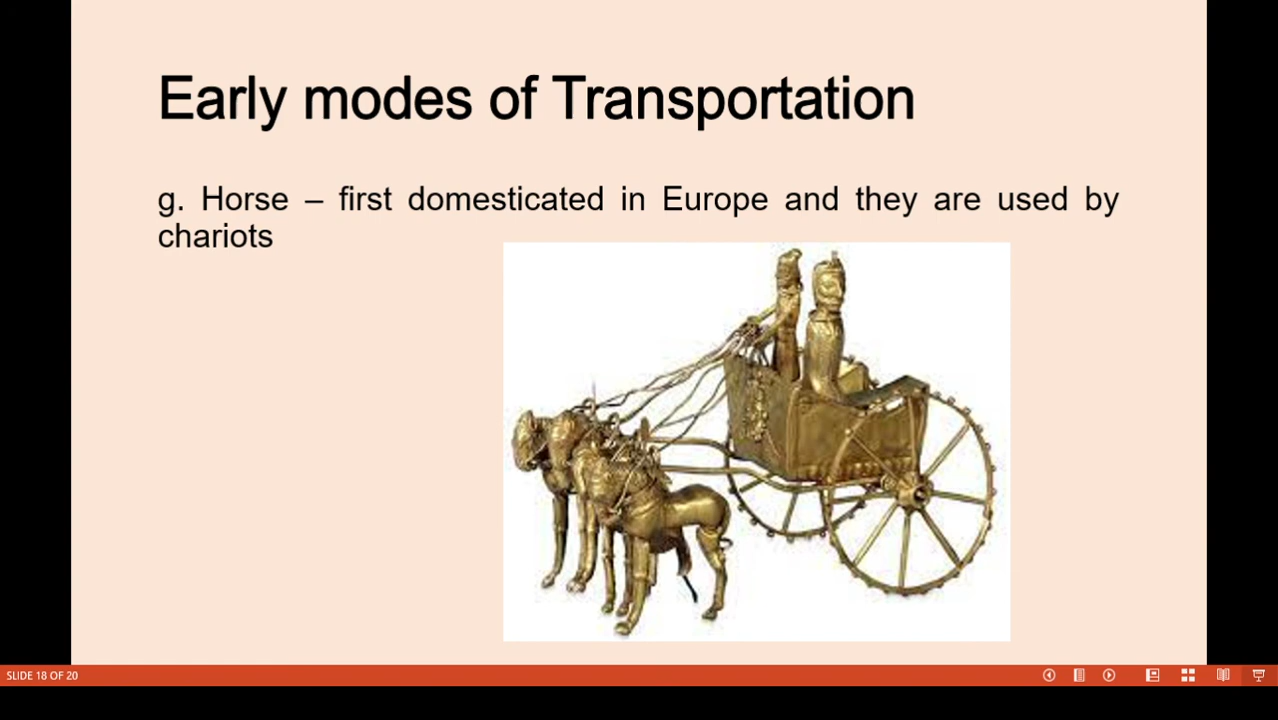 Early modes of Transportation
g. Horse – first domesticated in Europe and they are used by
chariots
SLIDE 18 OF 20